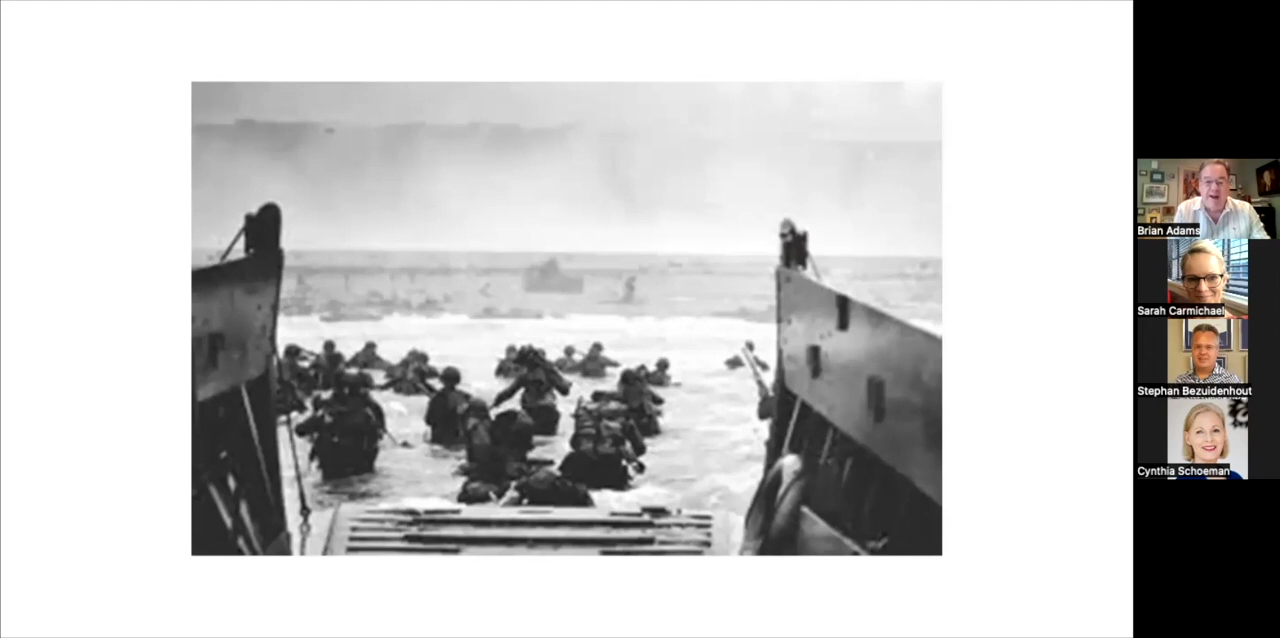 Brian Adams
Sarah Carmichael
Stephan Bezuidenhout
Cynthia Schoeman